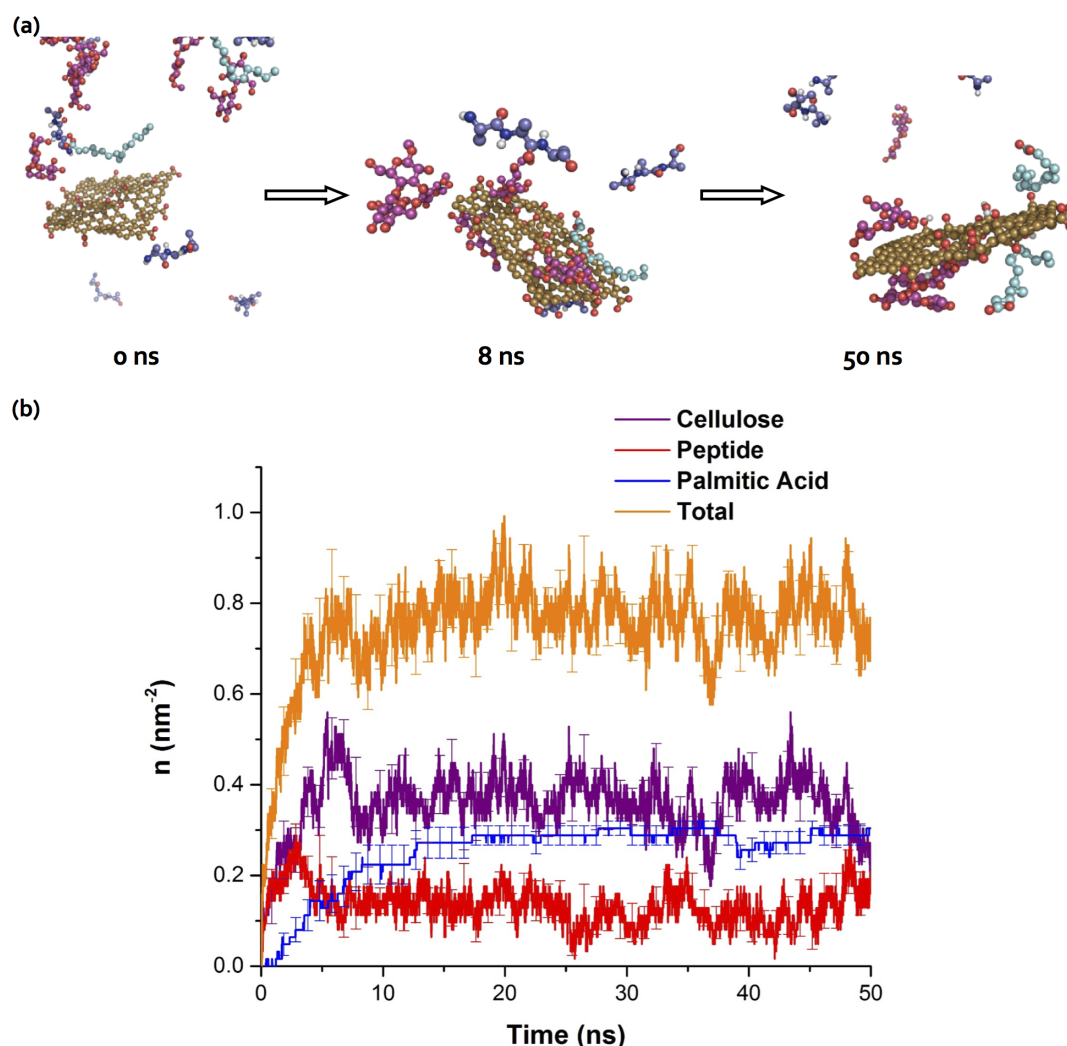 (a)
0 ns
8 ns
50 ns
(b)
Cellulose
Peptide
Palmitic Acid
Total
1.0
0.8
0.6
0.4
0.2
0.0
n (nm⁻²)
0 10 20 30 40 50
Time (ns)